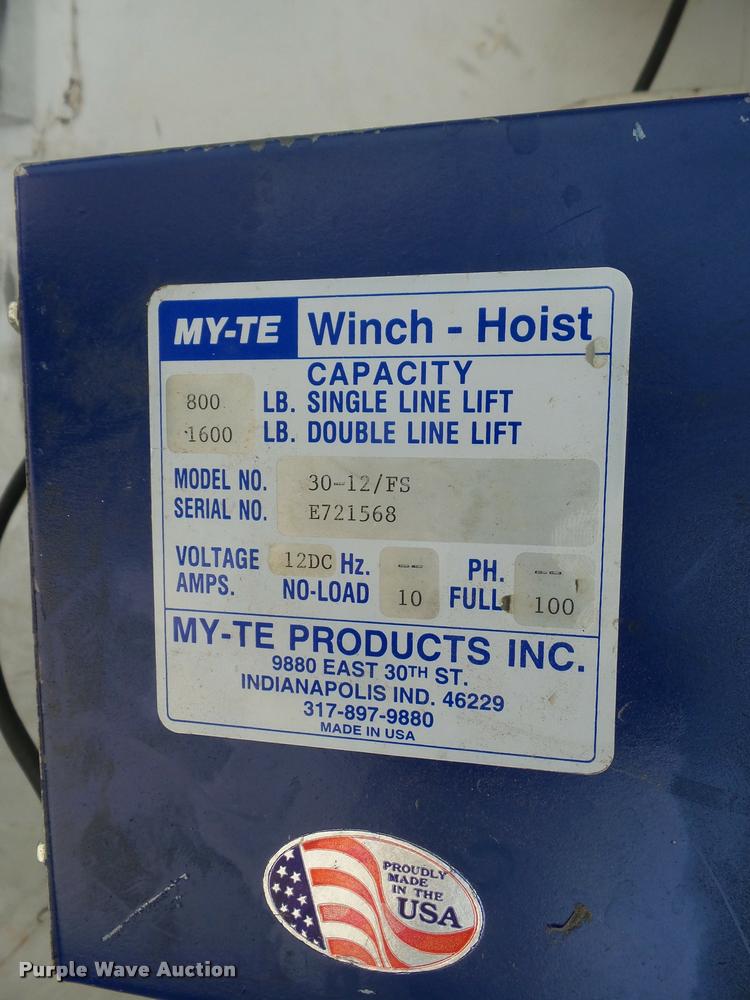 MY-TE Winch - Hoist
CAPACITY
800 LB. SINGLE LINE LIFT
1600 LB. DOUBLE LINE LIFT
MODEL NO. 30-12/FS
SERIAL NO. E721568
VOLTAGE 12DC Hz. -- PH. --
AMPS. NO-LOAD 10 FULL 100
MY-TE PRODUCTS INC.
9880 EAST 30TH ST.
INDIANAPOLIS IND. 46229
317-897-9880
MADE IN USA
PROUDLY
MADE
IN THE
USA
Purple Wave Auction